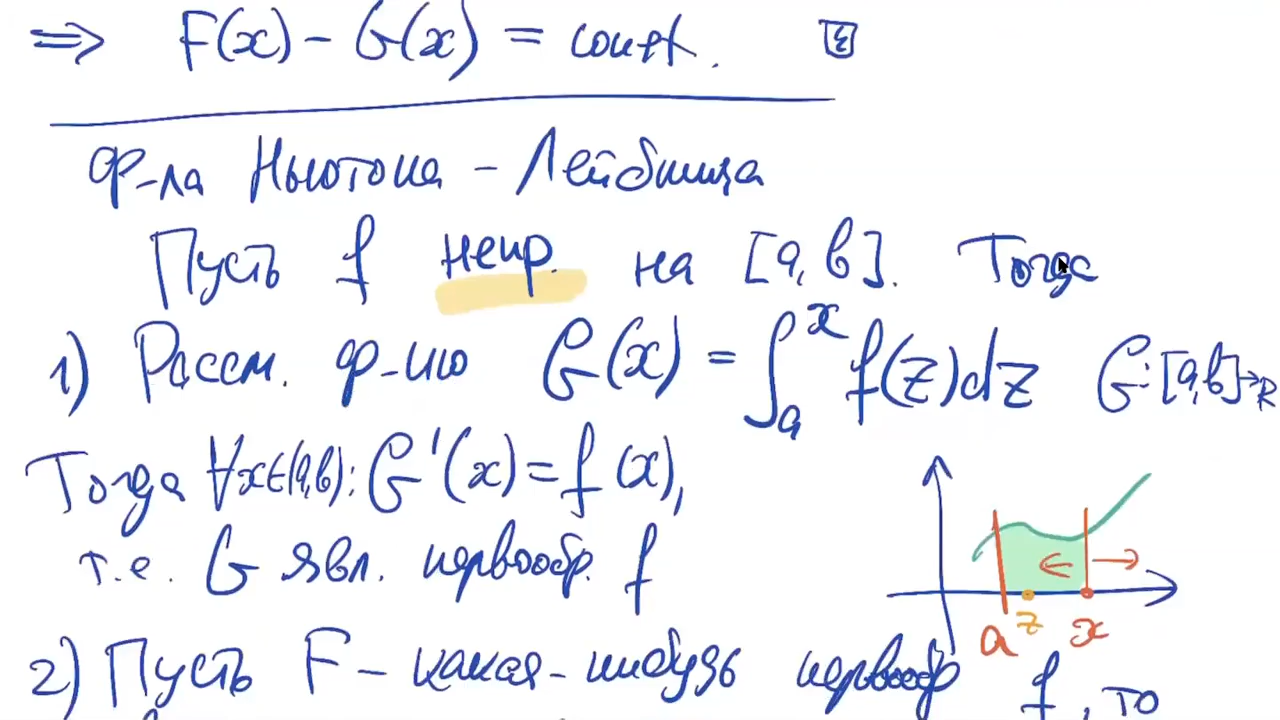 ⇒ F(x) - G(x) = const.
Ф-ла Ньютона - Лейбница
Пусть f непр. на [a, b]. Тогда
1) Рассм. ф-ию G(x) = ∫_a^x f(z)dz G: [a,b]→R
Тогда ∀x∈(a,b): G'(x) = f(x),
т.е. G явл. первообр. f
a z x
2) Пусть F - какая-нибудь первообр f, то